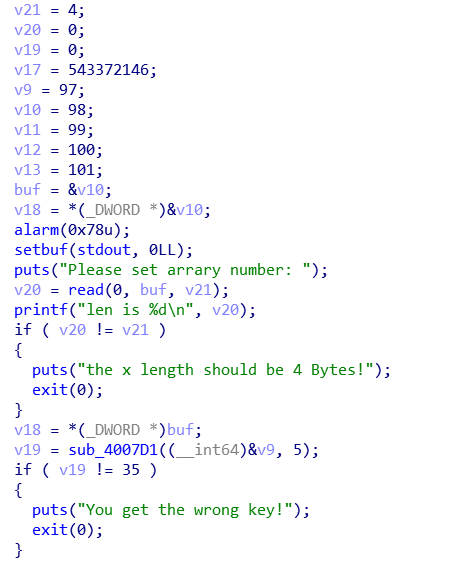 v21 = 4;
v20 = 0;
v19 = 0;
v17 = 543372146;
v9 = 97;
v10 = 98;
v11 = 99;
v12 = 100;
v13 = 101;
buf = &v10;
v18 = *(_DWORD *)&v10;
alarm(0x78u);
setbuf(stdout, 0LL);
puts("Please set arrary number: ");
v20 = read(0, buf, v21);
printf("len is %d\n", v20);
if ( v20 != v21 )
{
puts("the x length should be 4 Bytes!");
exit(0);
}
v18 = *(_DWORD *)buf;
v19 = sub_4007D1((__int64)&v9, 5);
if ( v19 != 35 )
{
puts("You get the wrong key!");
exit(0);
}